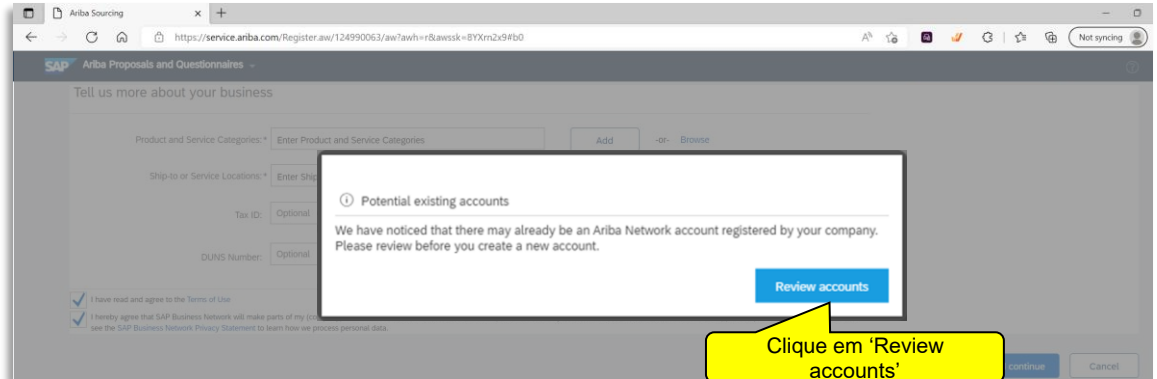 Ariba Sourcing
https://service.ariba.com/Register.aw/124990063/aw?awh=r&awssk=8YXrn2x9#b0
Not syncing
SAP Ariba Proposals and Questionnaires
Tell us more about your business
Product and Service Categories:* Enter Product and Service Categories Add -or- Browse
Ship-to or Service Locations:* Enter Ship
Tax ID: Optional
DUNS Number: Optional
Potential existing accounts
We have noticed that there may already be an Ariba Network account registered by your company.
Please review before you create a new account.
Review accounts
I have read and agree to the Terms of Use
I hereby agree that SAP Business Network will make parts of my
see the SAP Business Network Privacy Statement to learn how we process personal data.
Clique em ‘Review
accounts’
continue Cancel